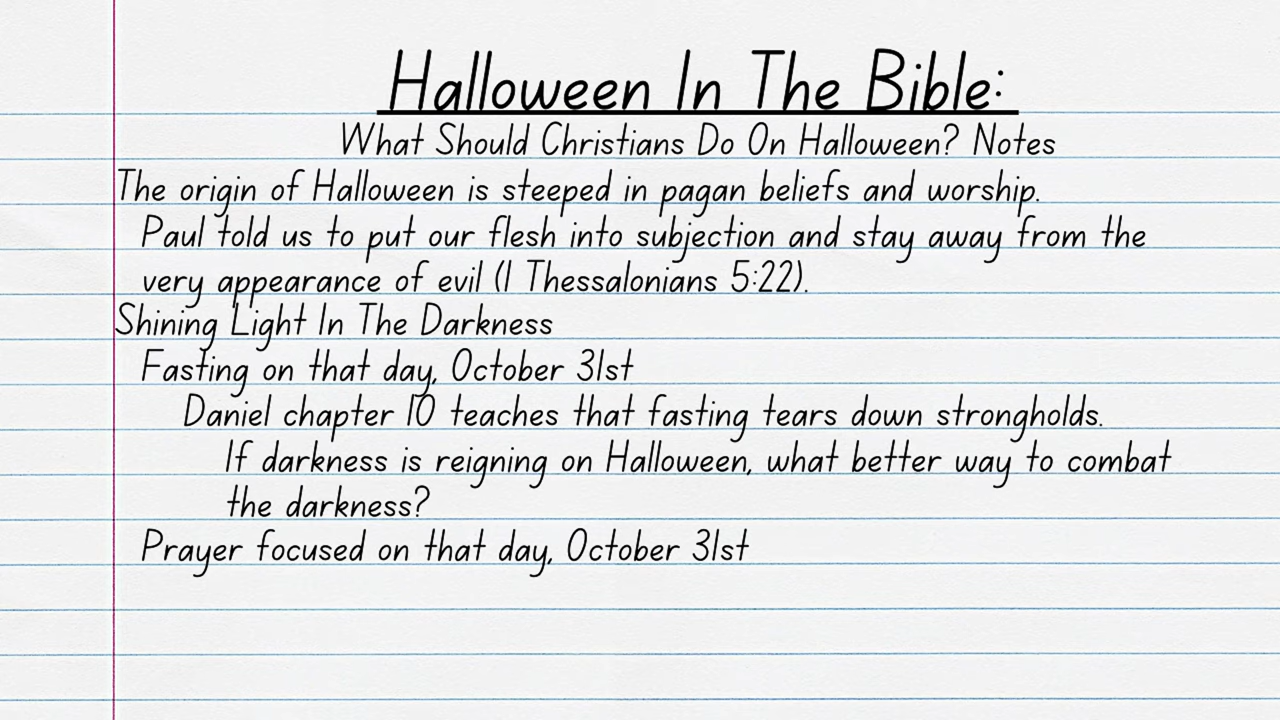 Halloween In The Bible:
What Should Christians Do On Halloween? Notes
The origin of Halloween is steeped in pagan beliefs and worship.
Paul told us to put our flesh into subjection and stay away from the
very appearance of evil (1 Thessalonians 5:22).
Shining Light In The Darkness
Fasting on that day, October 31st
Daniel chapter 10 teaches that fasting tears down strongholds.
If darkness is reigning on Halloween, what better way to combat
the darkness?
Prayer focused on that day, October 31st